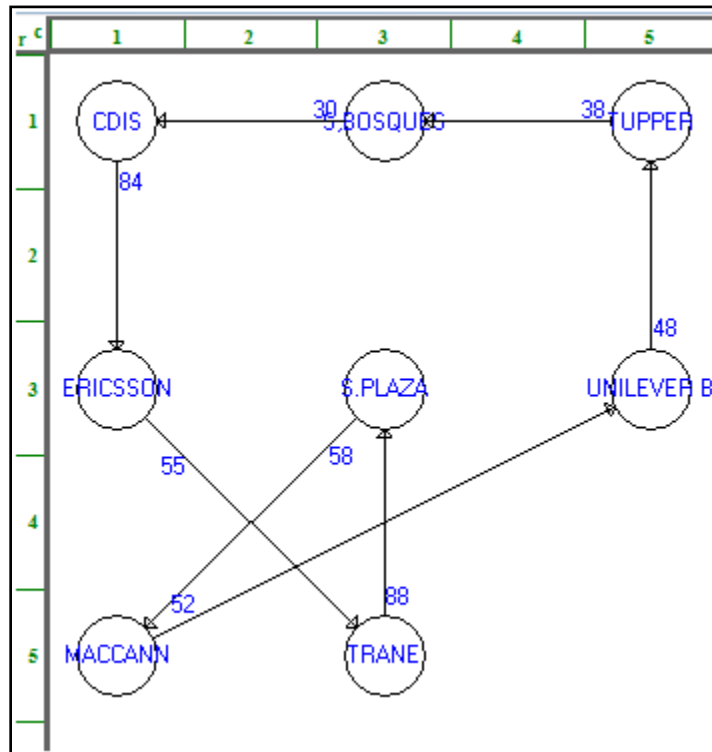 r c 1 2 3 4 5
1 CDIS 30 BOSQUES 38 TUPPER
84
2
48
3 ERICSSON S.PLAZA UNILEVER B
55 58
4
52 88
5 MACCANN TRANE